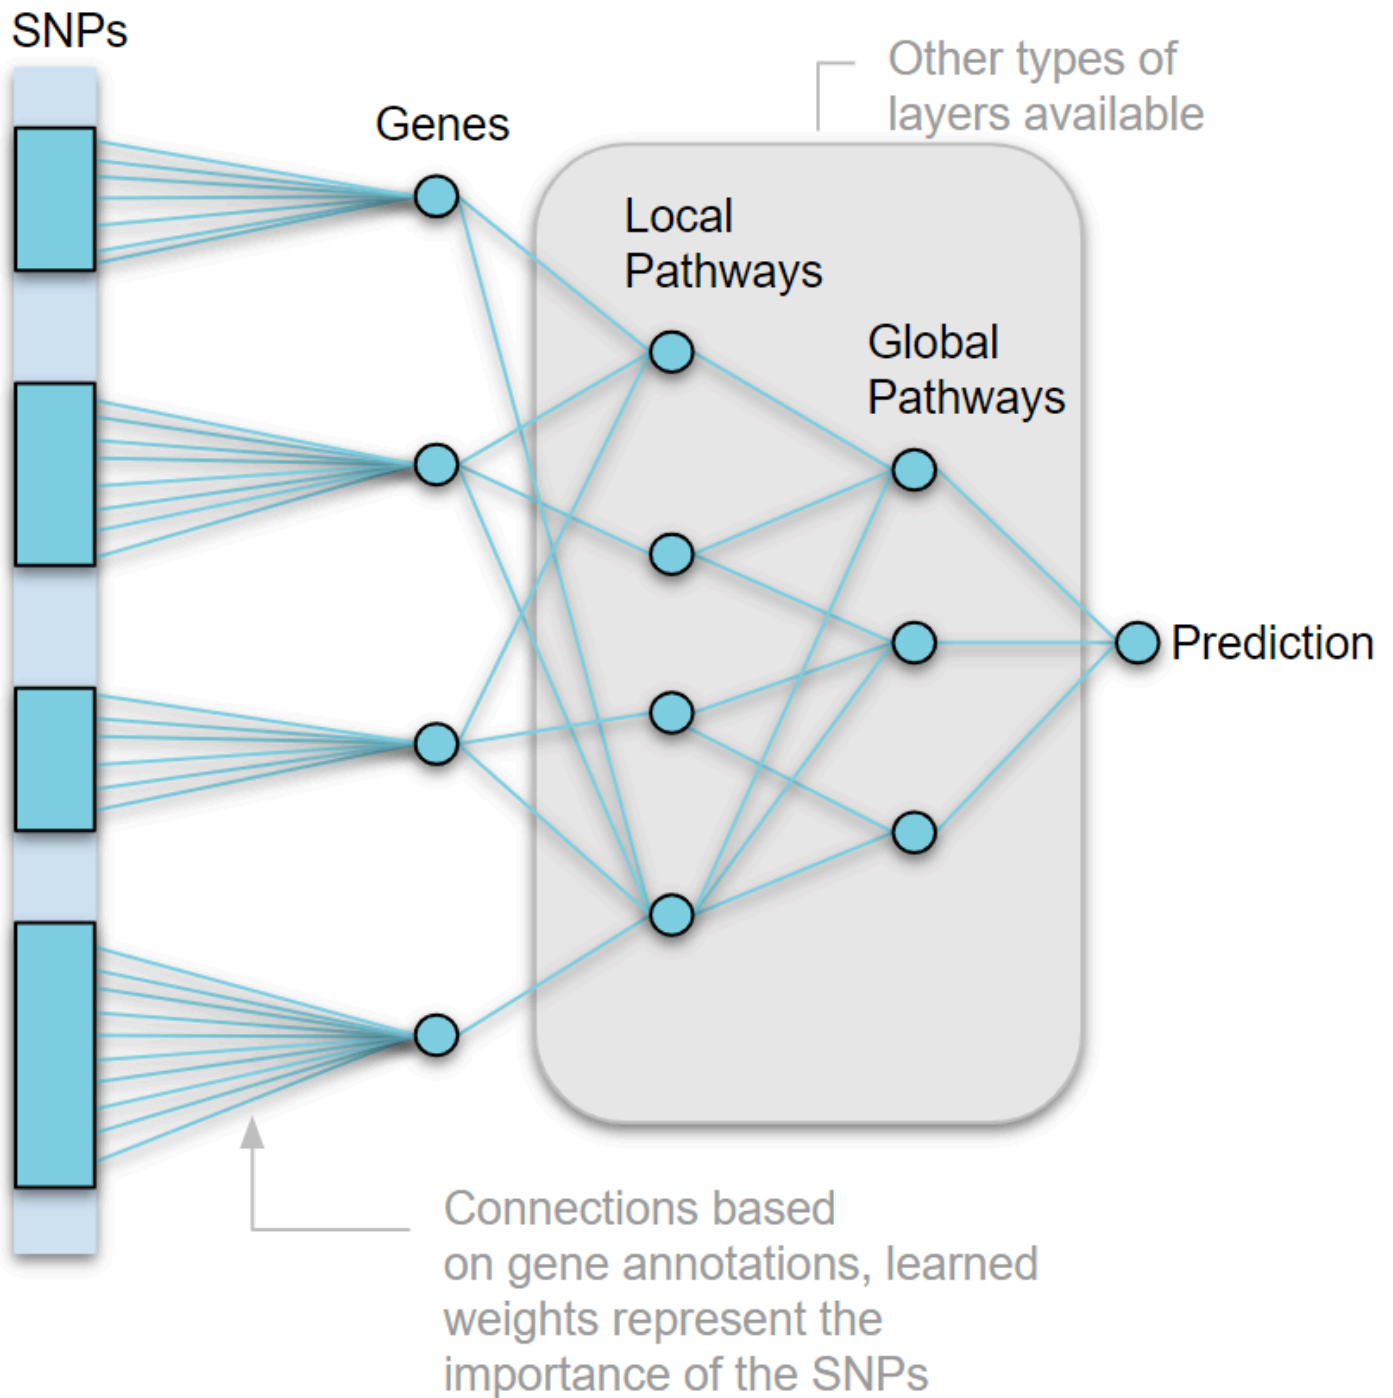 SNPs
Other types of
layers available
Genes
Local
Pathways
Global
Pathways
Prediction
Connections based
on gene annotations, learned
weights represent the
importance of the SNPs